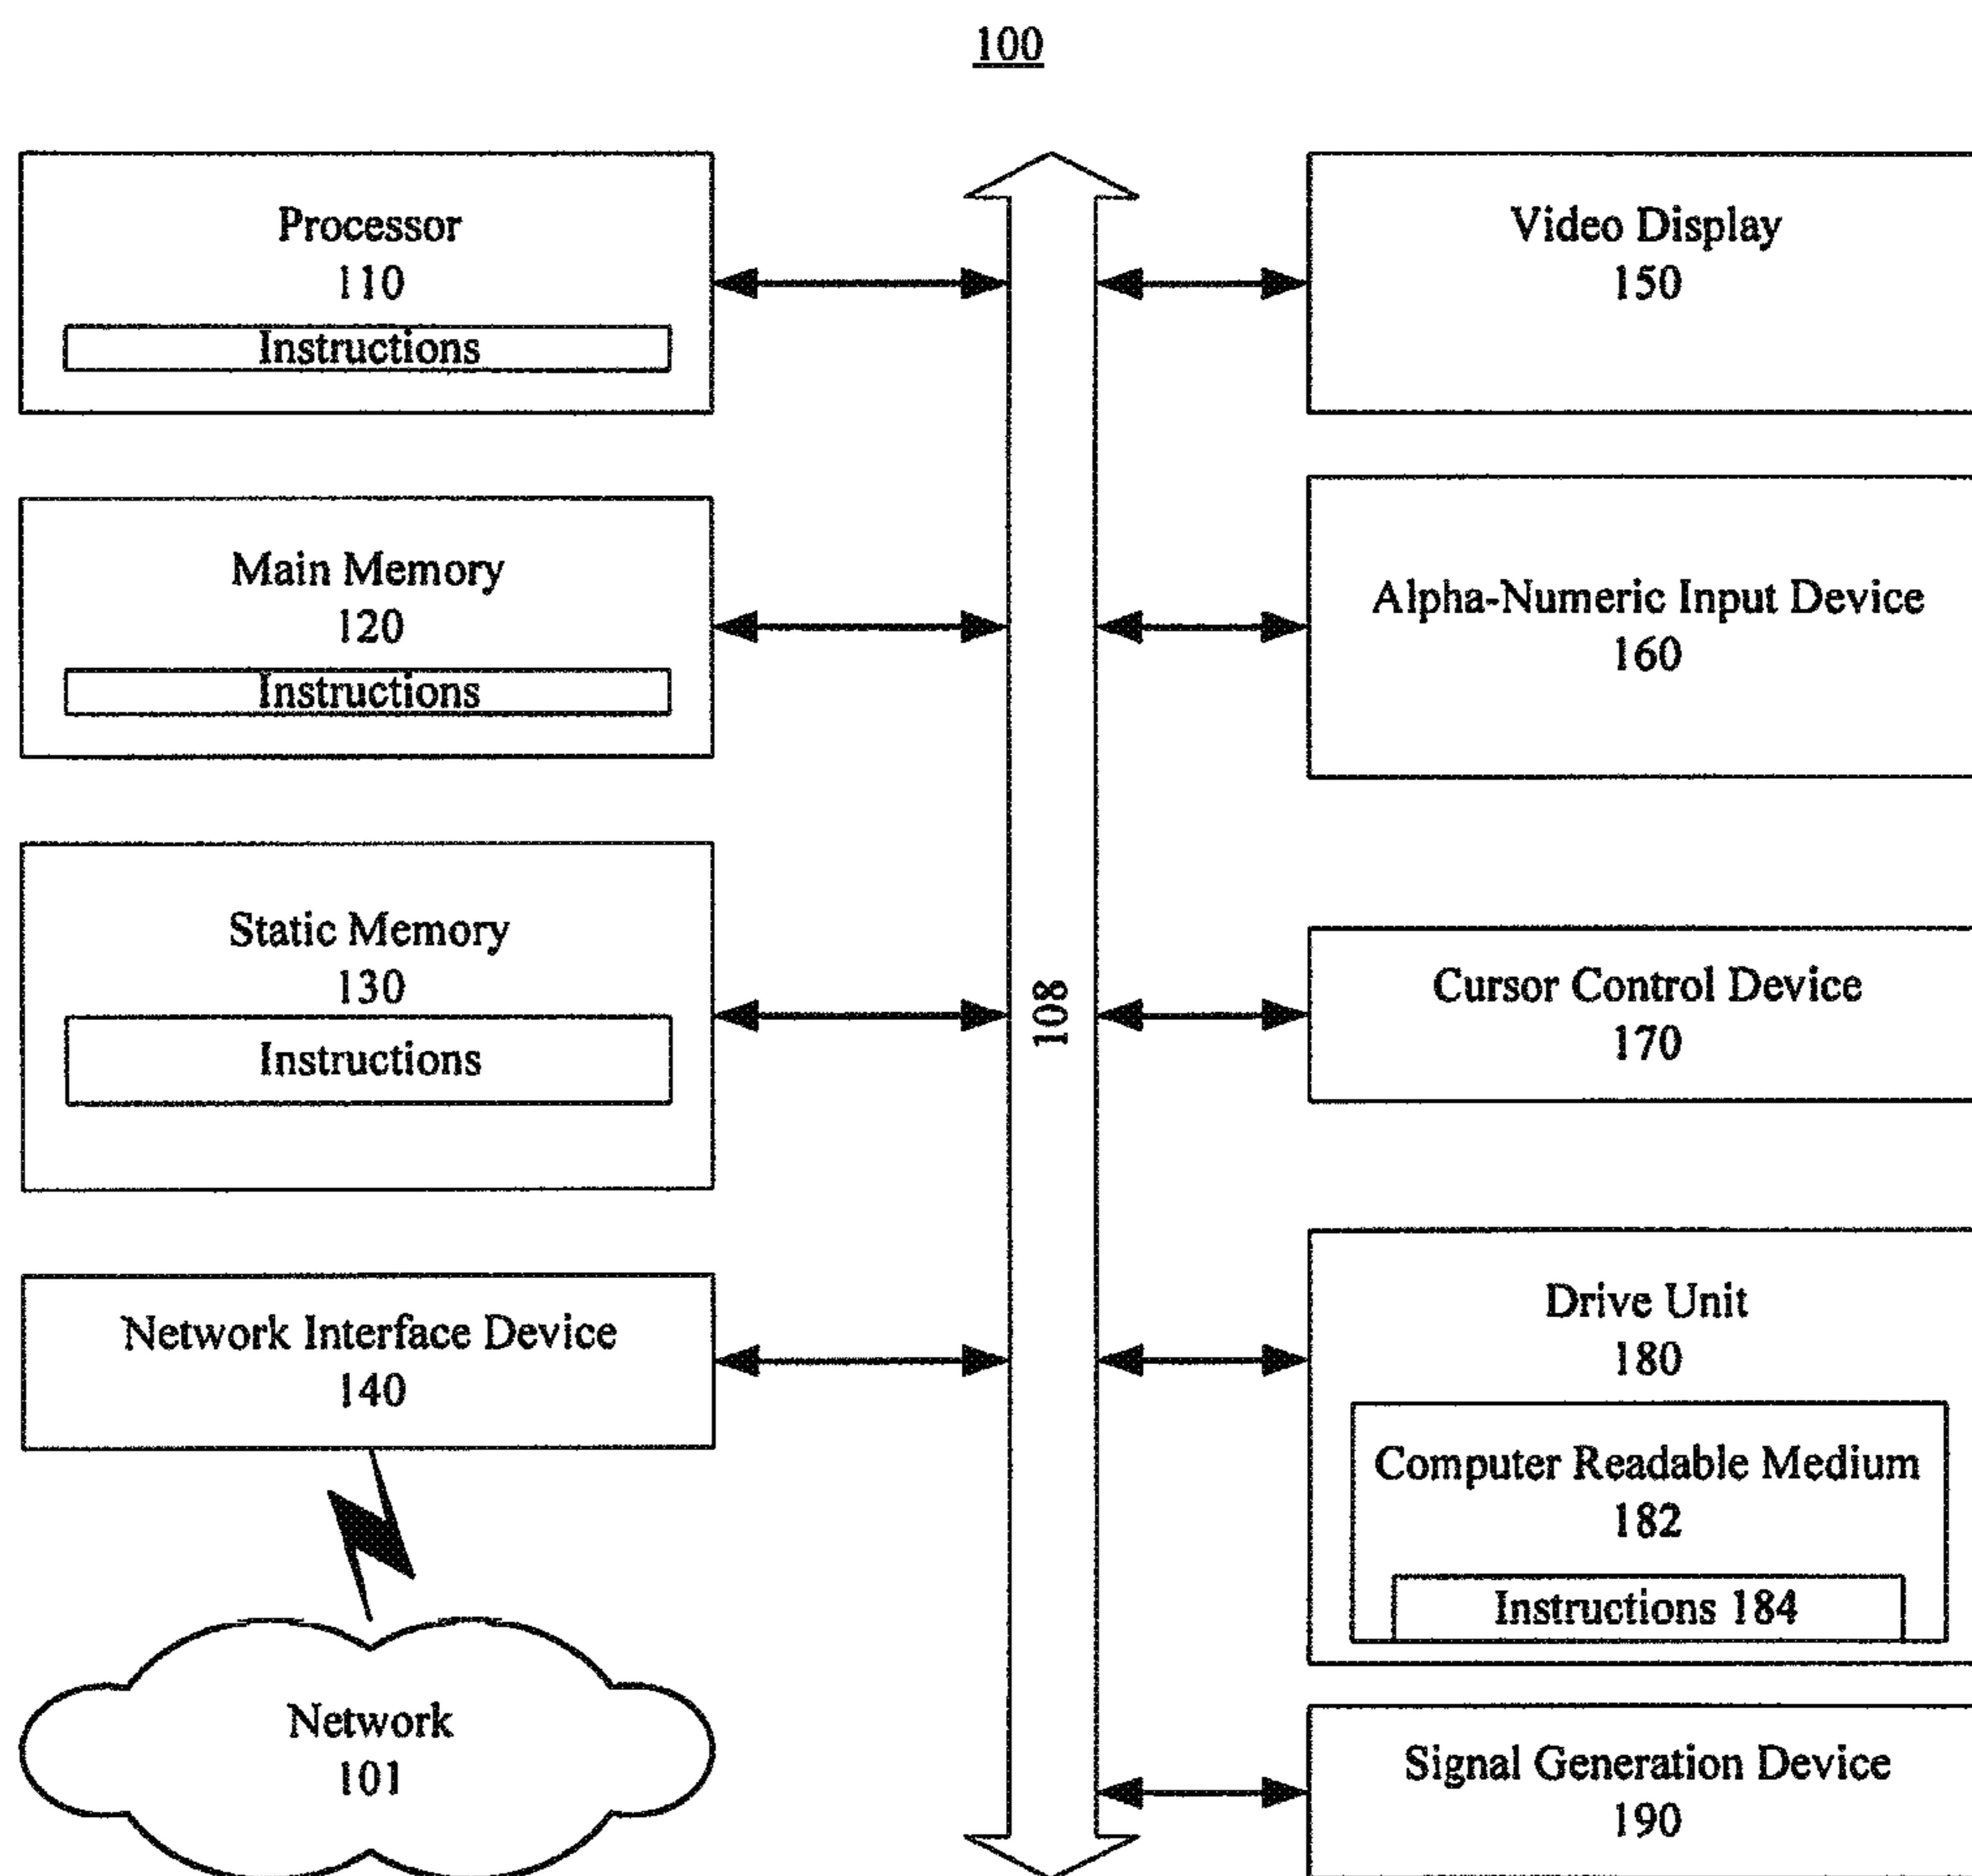 100
Processor
110
Instructions
Main Memory
120
Instructions
Static Memory
130
Instructions
Network Interface Device
140
Network
101
108
Video Display
150
Alpha-Numeric Input Device
160
Cursor Control Device
170
Drive Unit
180
Computer Readable Medium
182
Instructions 184
Signal Generation Device
190